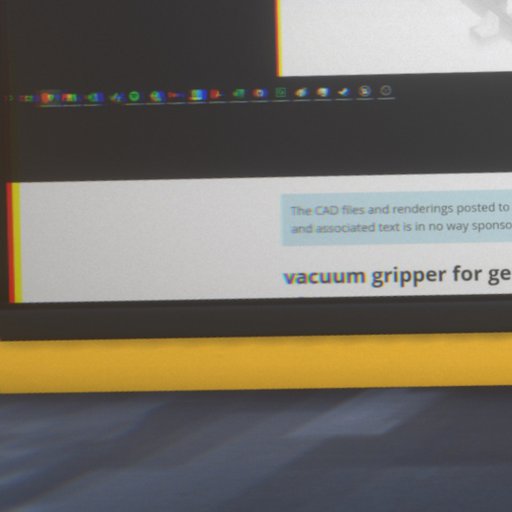 The CAD files and renderings posted to
and associated text is in no way sponso
vacuum gripper for ge